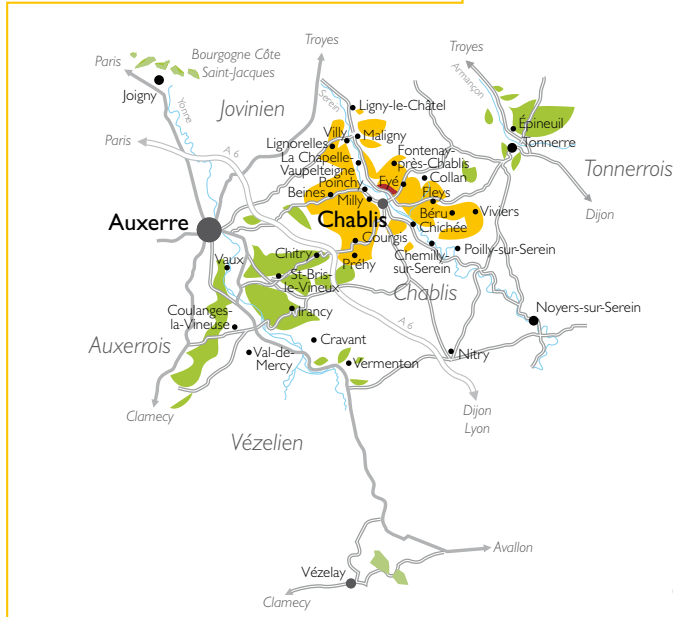 Troyes
Bourgogne Côte
Saint-Jacques
Paris
Troyes
Joigny
Yonne
Jovinien
Serein
Ligny-le-Châtel
Armançon
Épineuil
Tonnerre
Tonnerrois
Paris
A 6
Villy
Maligny
Lignorelles
Fontenay-
près-Chablis
La Chapelle-
Vaupelteigne
Collan
Poinchy
Fyé
Beines
Milly
Fleys
Dijon
Auxerre
Chablis
Béru
Viviers
Chichée
Courgis
Chitry
Préhy
Chemilly-
sur-Serein
Poilly-sur-Serein
Vaux
St-Bris-
le-Vineux
Chablis
Noyers-sur-Serein
Coulanges-
la-Vineuse
Irancy
A 6
Auxerrois
Cravant
Val-de-
Mercy
Vermenton
Nitry
Clamecy
Dijon
Lyon
Vézelien
Avallon
Vézelay
Clamecy